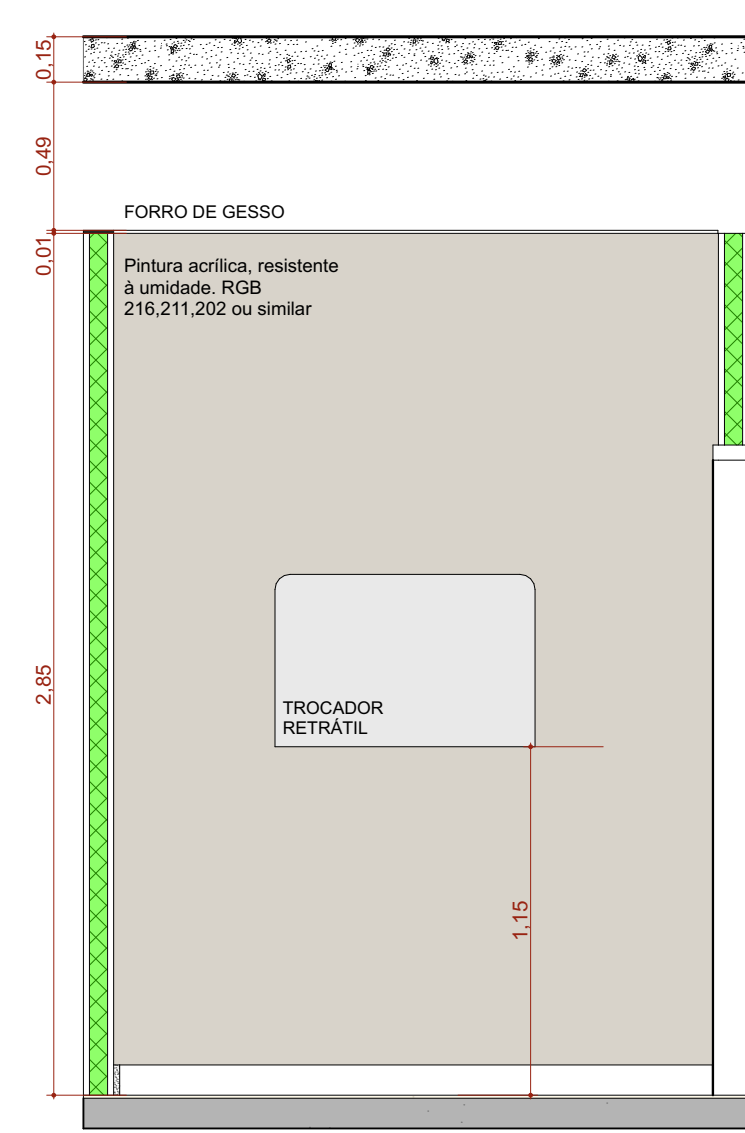 0,15
0,49
FORRO DE GESSO
0,01
Pintura acrílica, resistente
à umidade. RGB
216,211,202 ou similar
2,85
TROCADOR
RETRÁTIL
1,15